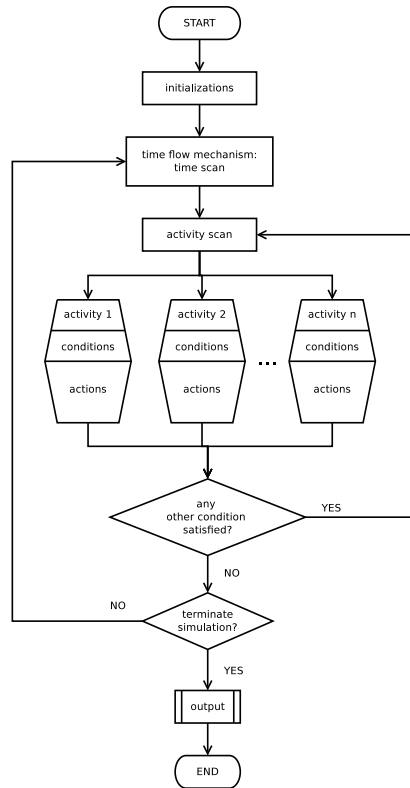 START
initializations
time flow mechanism:
time scan
activity scan
activity 1
conditions
actions
activity 2
conditions
actions
...
activity n
conditions
actions
any
other condition
satisfied?
YES
NO
terminate
simulation?
NO
YES
output
END